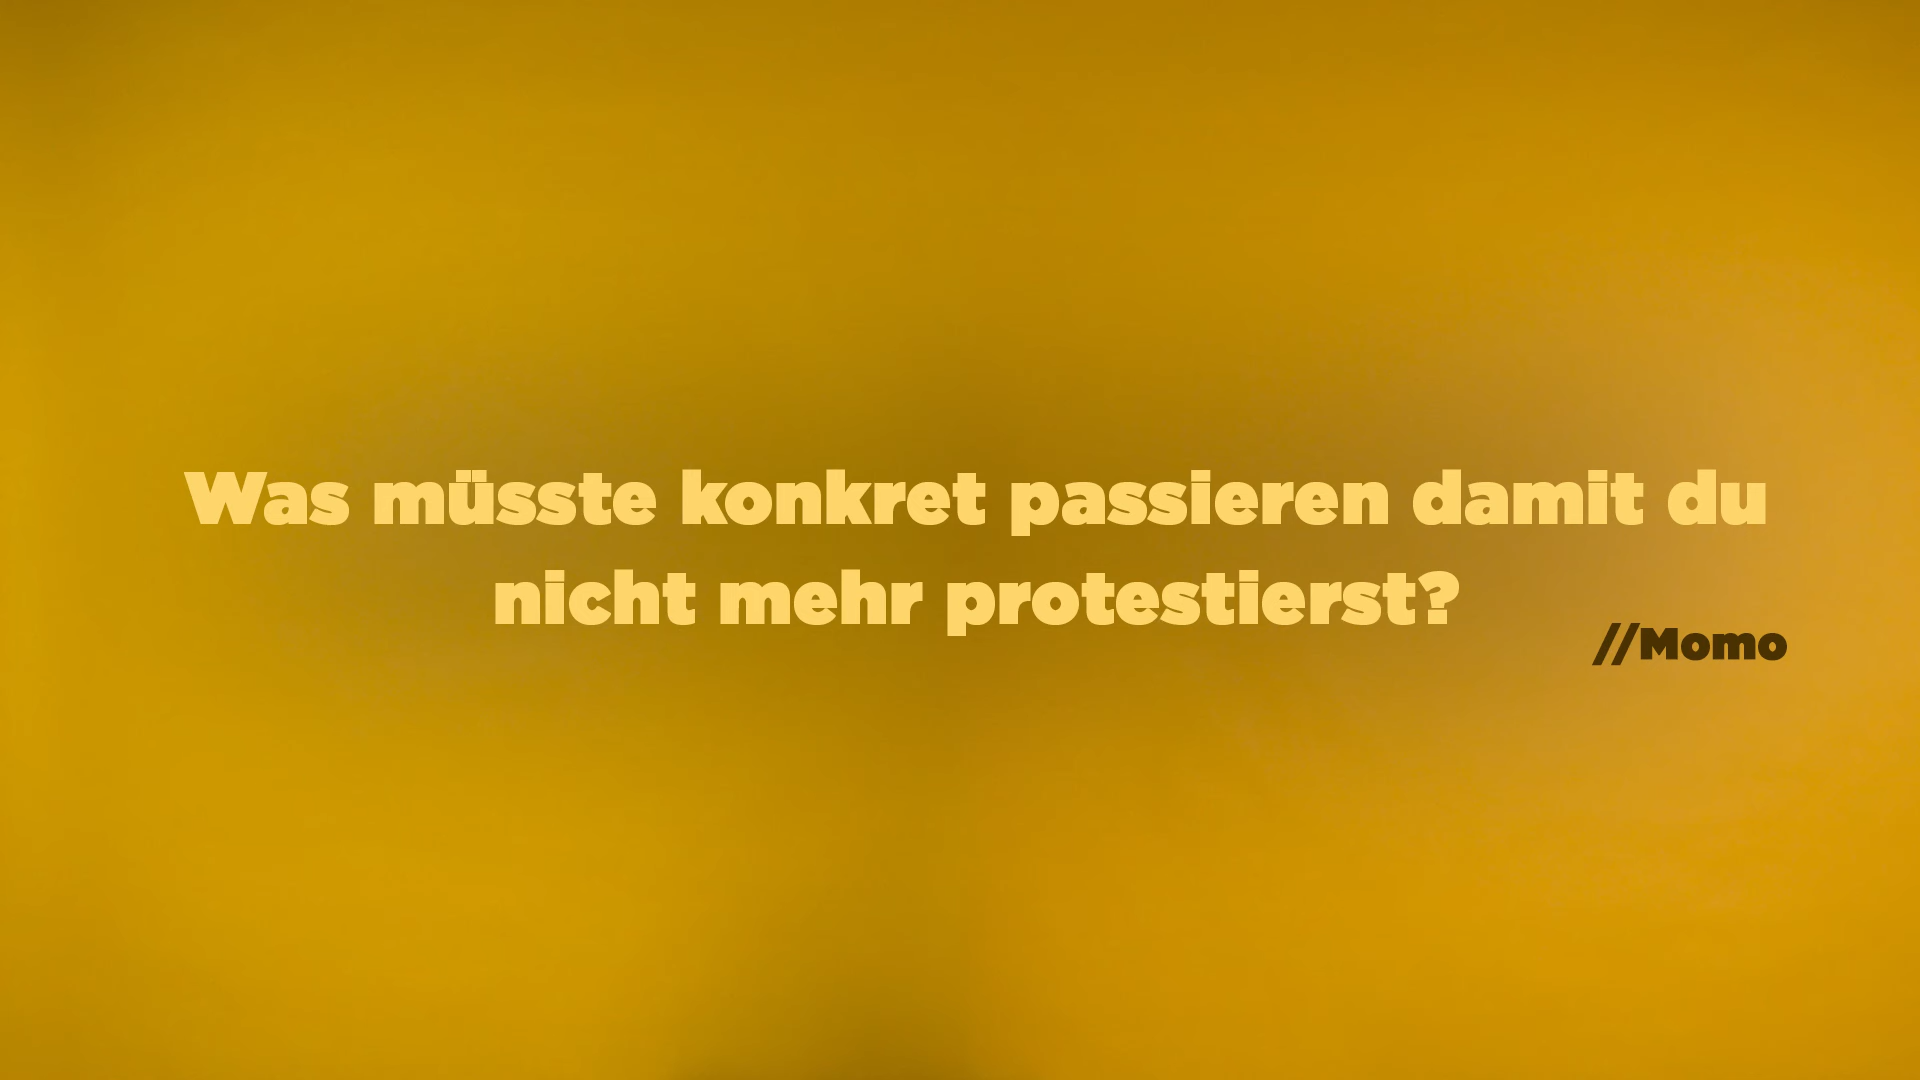 Was müsste konkret passieren damit du
nicht mehr protestierst?
//Momo